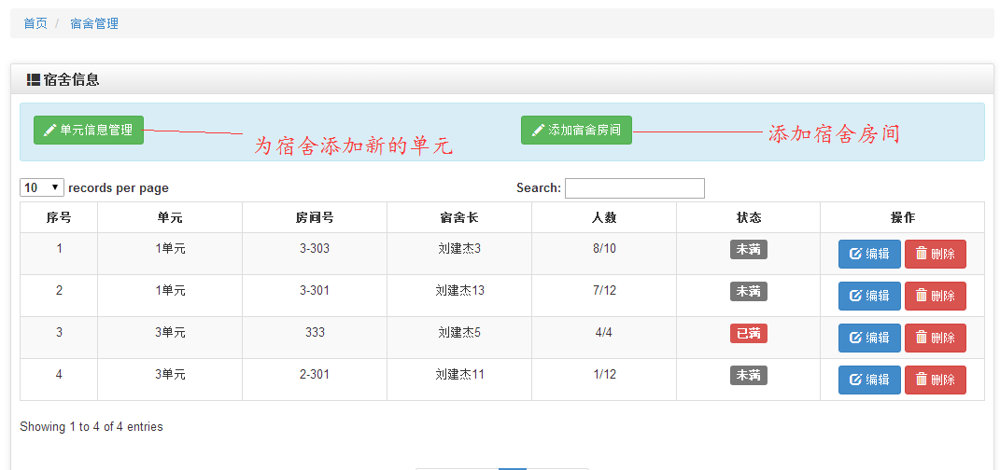 首页 / 宿舍管理
宿舍信息
单元信息管理 为宿舍添加新的单元 添加宿舍房间 添加宿舍房间
10 records per page Search:
序号 单元 房间号 宿舍长 人数 状态 操作
1 1单元 3-303 刘建杰3 8/10 未满 编辑 删除
2 1单元 3-301 刘建杰13 7/12 未满 编辑 删除
3 3单元 333 刘建杰5 4/4 已满 编辑 删除
4 3单元 2-301 刘建杰11 1/12 未满 编辑 删除
Showing 1 to 4 of 4 entries